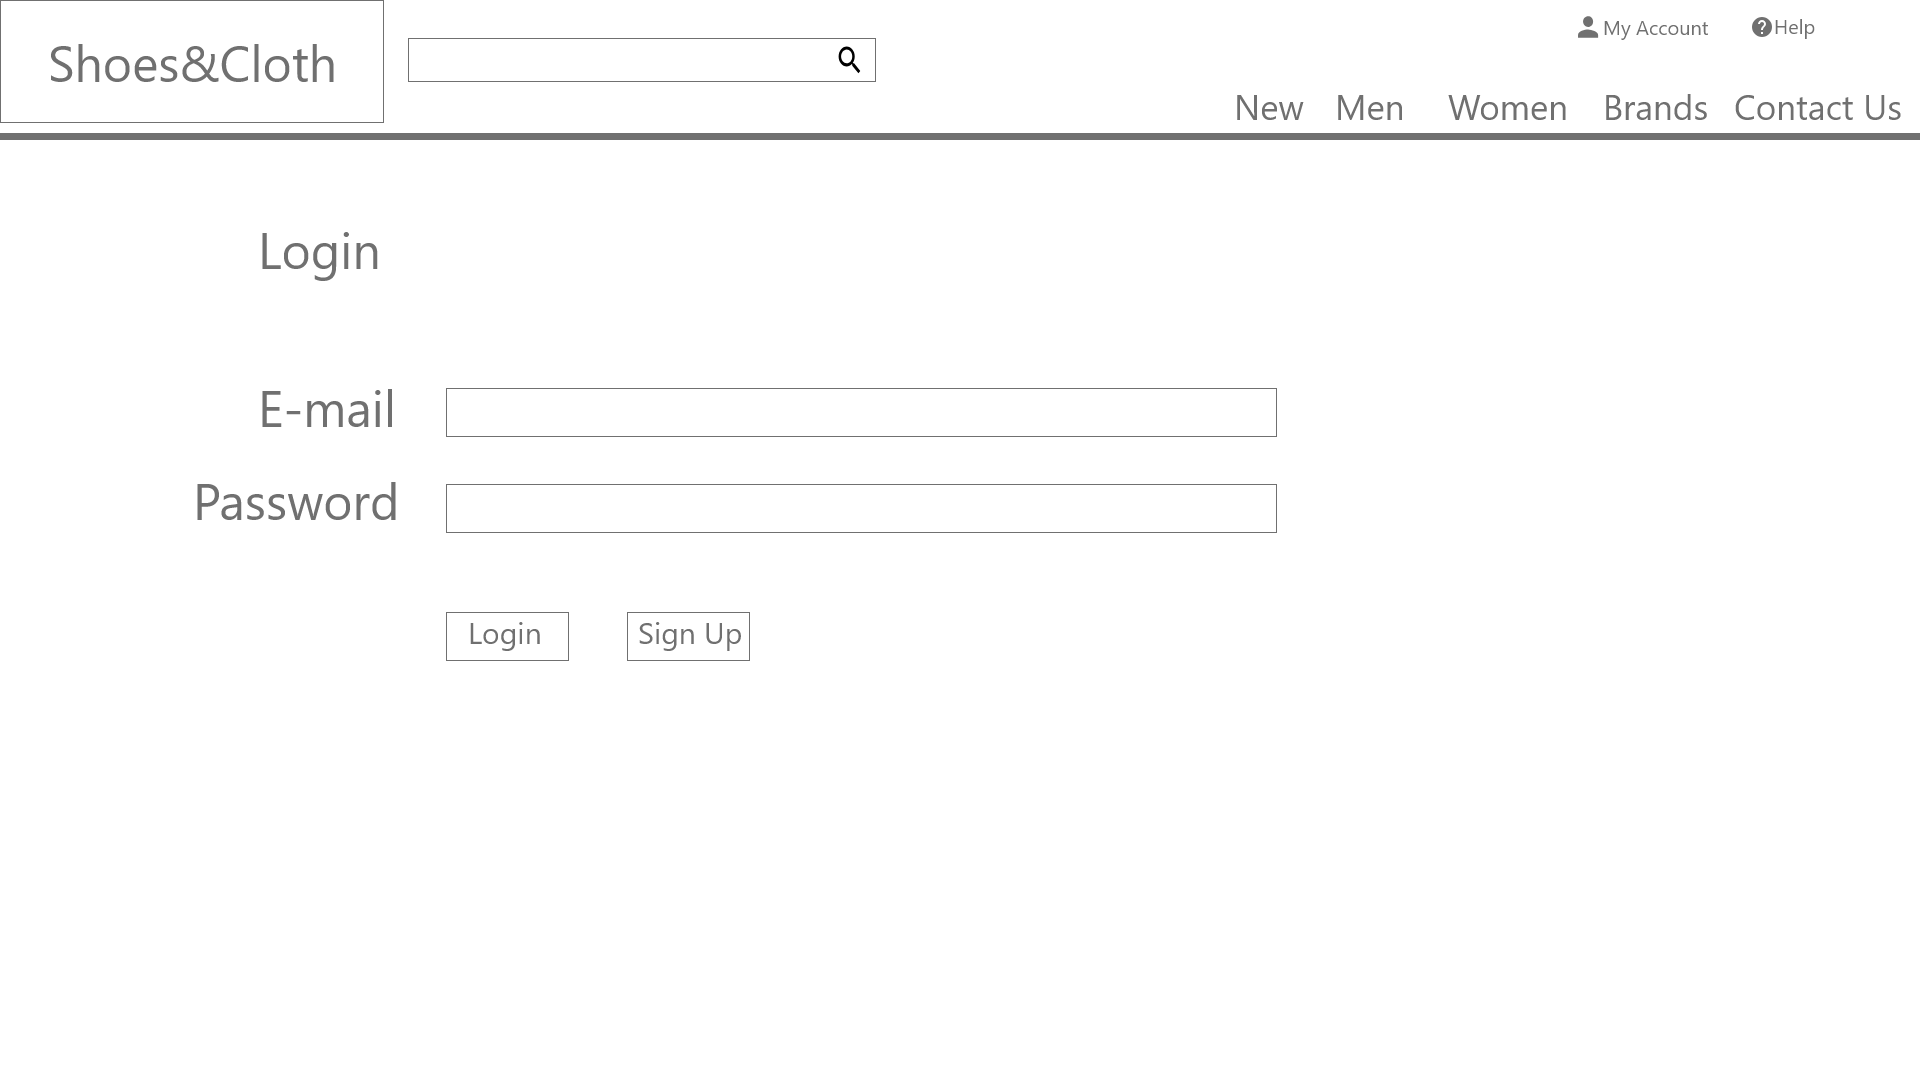 Shoes&Cloth
My Account
Help
New
Men
Women
Brands
Contact Us
Login
E-mail
Password
Login
Sign Up